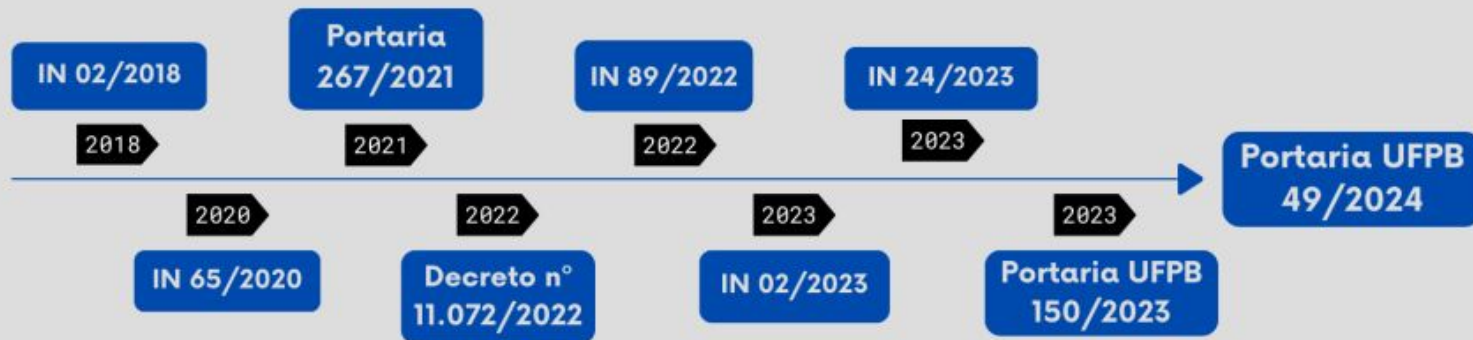 IN 02/2018
2018
2020
IN 65/2020
Portaria
267/2021
2021
2022
Decreto n°
11.072/2022
IN 89/2022
2022
2023
IN 02/2023
IN 24/2023
2023
2023
Portaria UFPB
150/2023
Portaria UFPB
49/2024